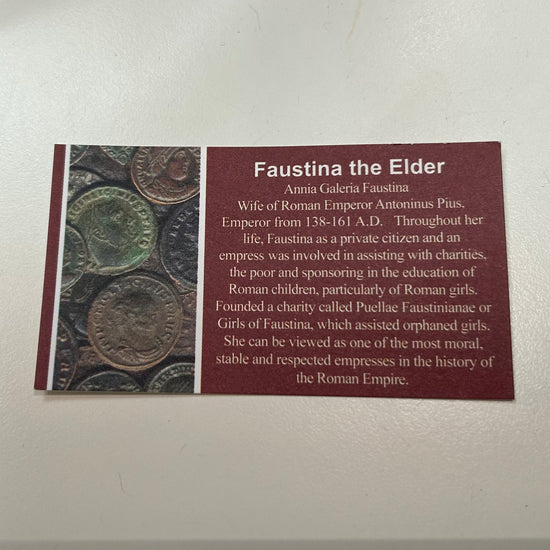 Faustina the Elder
Annia Galeria Faustina
Wife of Roman Emperor Antoninus Pius.
Emperor from 138-161 A.D. Throughout her
life, Faustina as a private citizen and an
empress was involved in assisting with charities,
the poor and sponsoring in the education of
Roman children, particularly of Roman girls.
Founded a charity called Puellae Faustinianae or
Girls of Faustina, which assisted orphaned girls.
She can be viewed as one of the most moral,
stable and respected empresses in the history of
the Roman Empire.